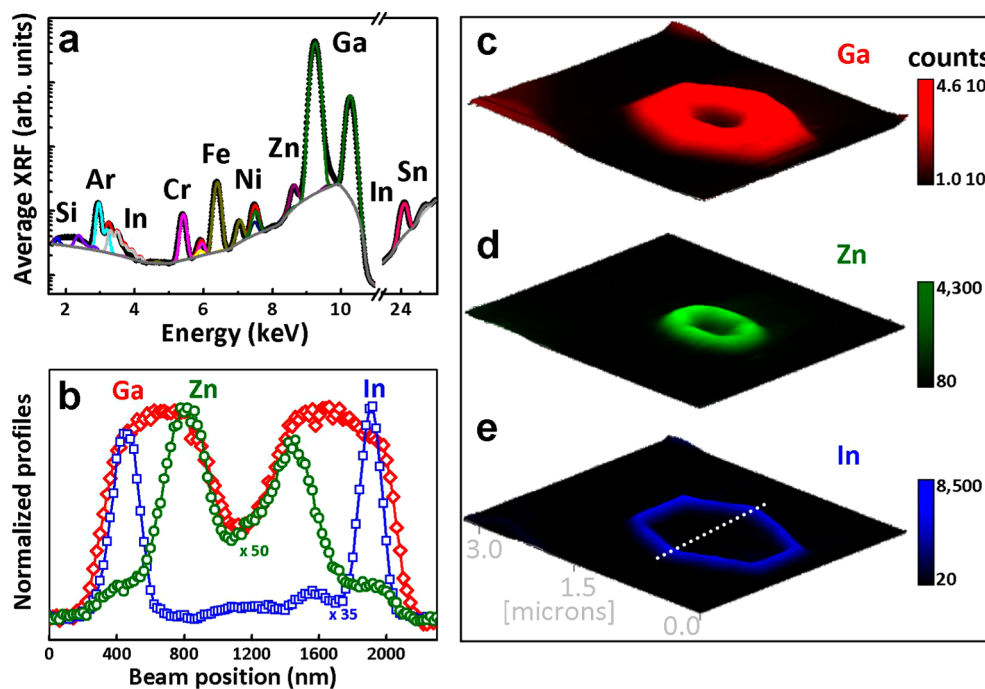 a
Average XRF (arb. units)
Si
Ar
In
Cr
Fe
Ni
Zn
Ga
In
Sn
2 4 6 8 10 24
Energy (keV)
b
Normalized profiles
Ga
Zn
In
x 50
x 35
0 400 800 1200 1600 2000
Beam position (nm)
c
Ga
counts
4.6 10
1.0 10
d
Zn
4,300
80
e
In
8,500
20
3.0
1.5
[microns]
0.0